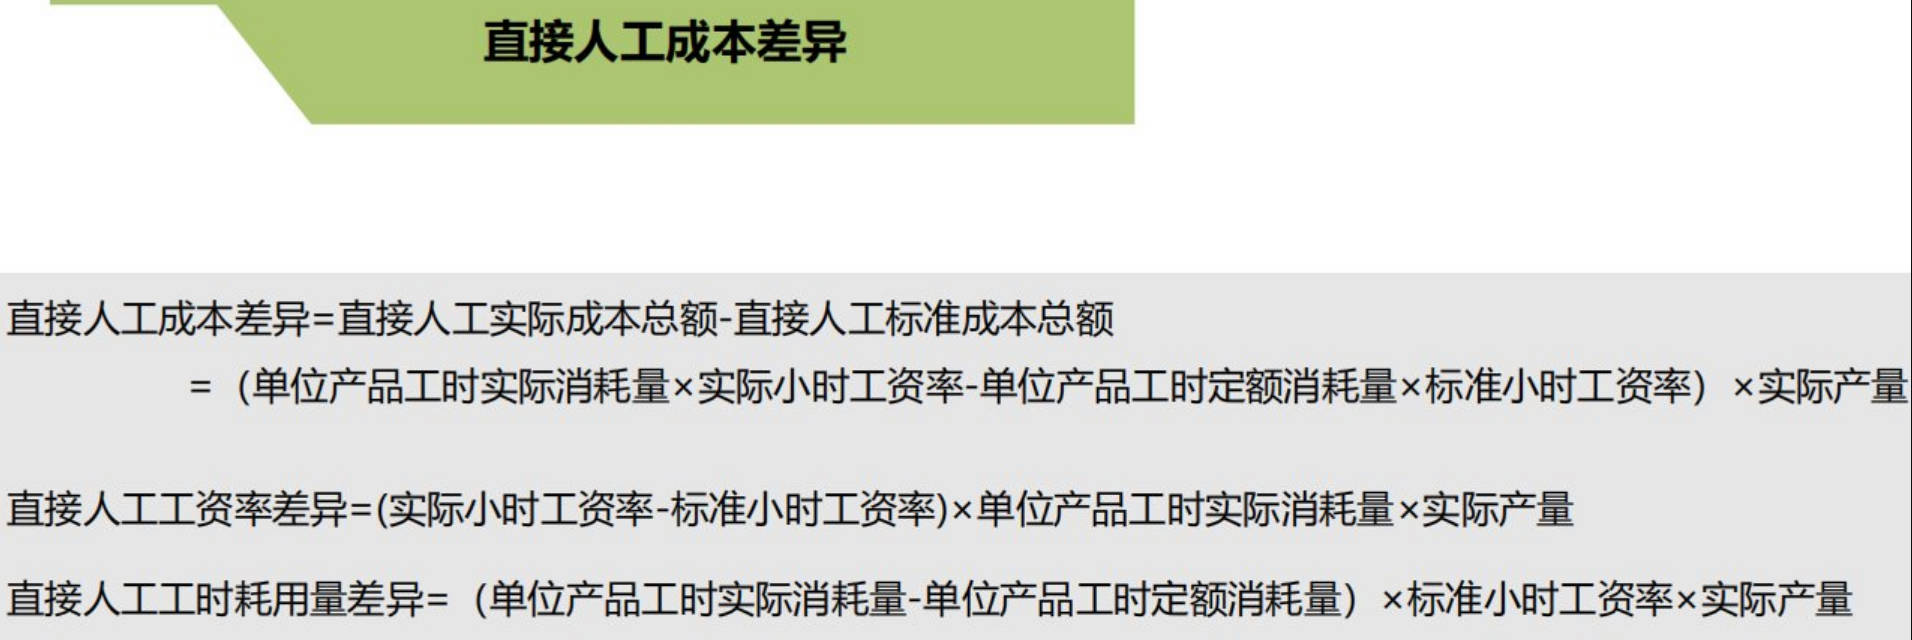 直接人工成本差异
直接人工成本差异=直接人工实际成本总额-直接人工标准成本总额
=（单位产品工时实际消耗量×实际小时工资率-单位产品工时定额消耗量×标准小时工资率）×实际产量
直接人工工资率差异=(实际小时工资率-标准小时工资率)×单位产品工时实际消耗量×实际产量
直接人工工时耗用量差异=（单位产品工时实际消耗量-单位产品工时定额消耗量）×标准小时工资率×实际产量